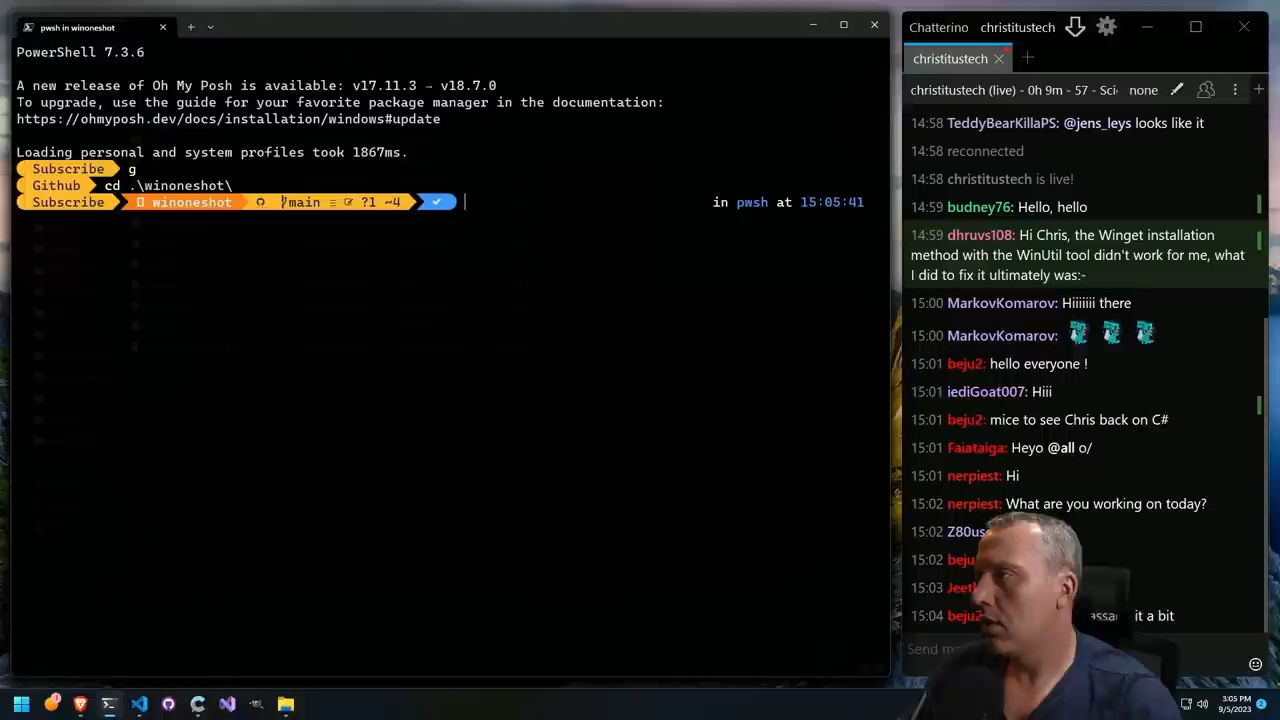 pwsh in winoneshot
PowerShell 7.3.6
A new release of Oh My Posh is available: v17.11.3 → v18.7.0
To upgrade, use the guide for your favorite package manager in the documentation:
https://ohmyposh.dev/docs/installation/windows#update
Loading personal and system profiles took 1867ms.
Subscribe g
Github cd .\winoneshot\
Subscribe winoneshot main ≡ ?1 ~4 in pwsh at 15:05:41
Chatterino christitustech
christitustech
christitustech (live) - 0h 9m - 57 - Sci none
14:58 TeddyBearKillaPS: @jens_leys looks like it
14:58 reconnected
14:58 christitustech is live!
14:59 budney76: Hello, hello
14:59 dhruvs108: Hi Chris, the Winget installation
method with the WinUtil tool didn't work for me, what
I did to fix it ultimately was:-
15:00 MarkovKomarov: Hiiiiiii there
15:00 MarkovKomarov:
15:01 beju2: hello everyone !
15:01 iediGoat007: Hiii
15:01 beju2: mice to see Chris back on C#
15:01 Faiataiga: Heyo @all o/
15:01 nerpiest: Hi
15:02 nerpiest: What are you working on today?
15:02
15:02
15:03
15:04 it a bit
3:05 PM
9/5/2023